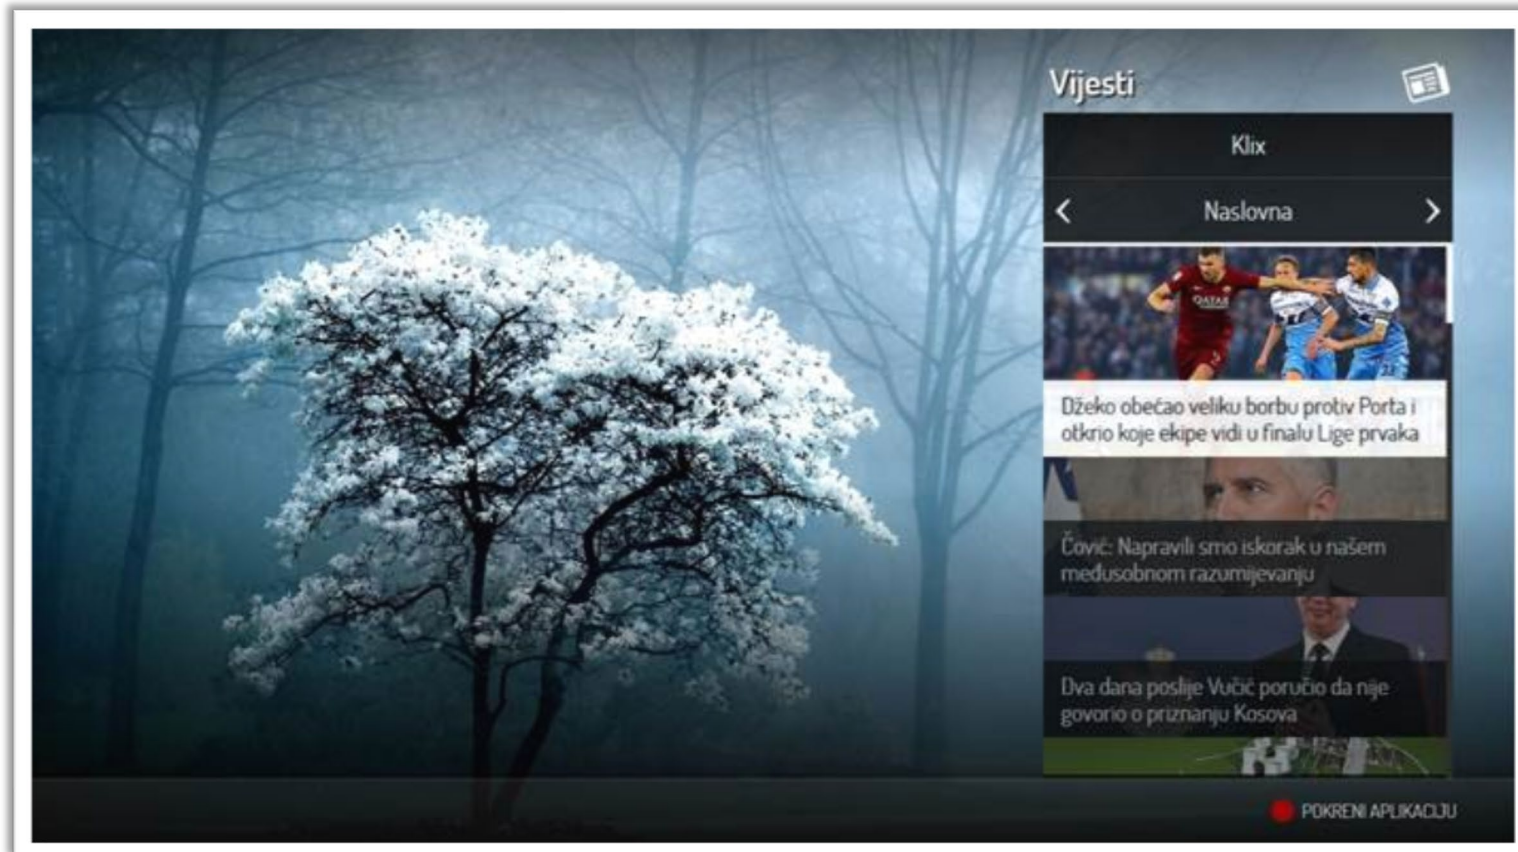 Vijesti
Klix
Naslovna
QATAR
Džeko obećao veliku borbu protiv Porta i
otkrio koje ekipe vidi u finalu Lige prvaka
Čović: Napravili smo iskorak u našem
međusobnom razumijevanju
Dva dana poslije Vučić poručio da nije
govorio o priznanju Kosova
POKRENI APLIKACIJU